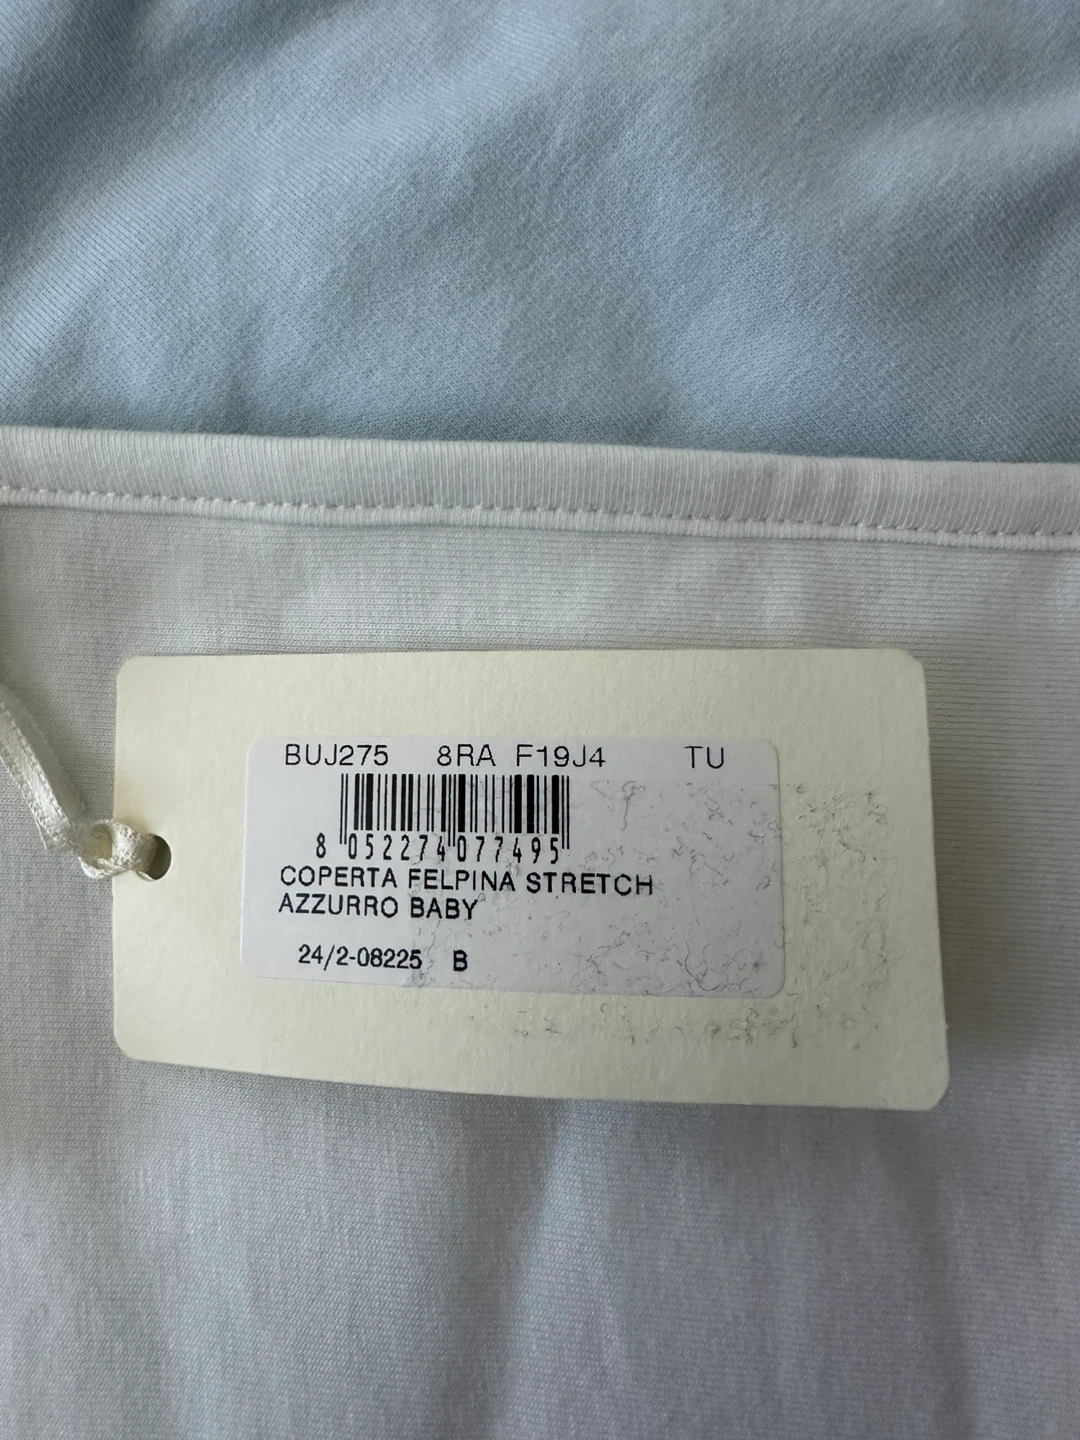 BUJ275 8RA F19J4 TU
8 052274 077495
COPERTA FELPINA STRETCH
AZZURRO BABY
24/2-08225 B